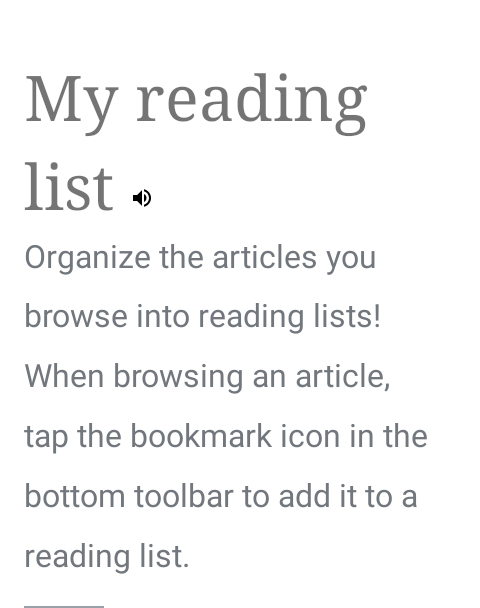 My reading
list
Organize the articles you
browse into reading lists!
When browsing an article,
tap the bookmark icon in the
bottom toolbar to add it to a
reading list.